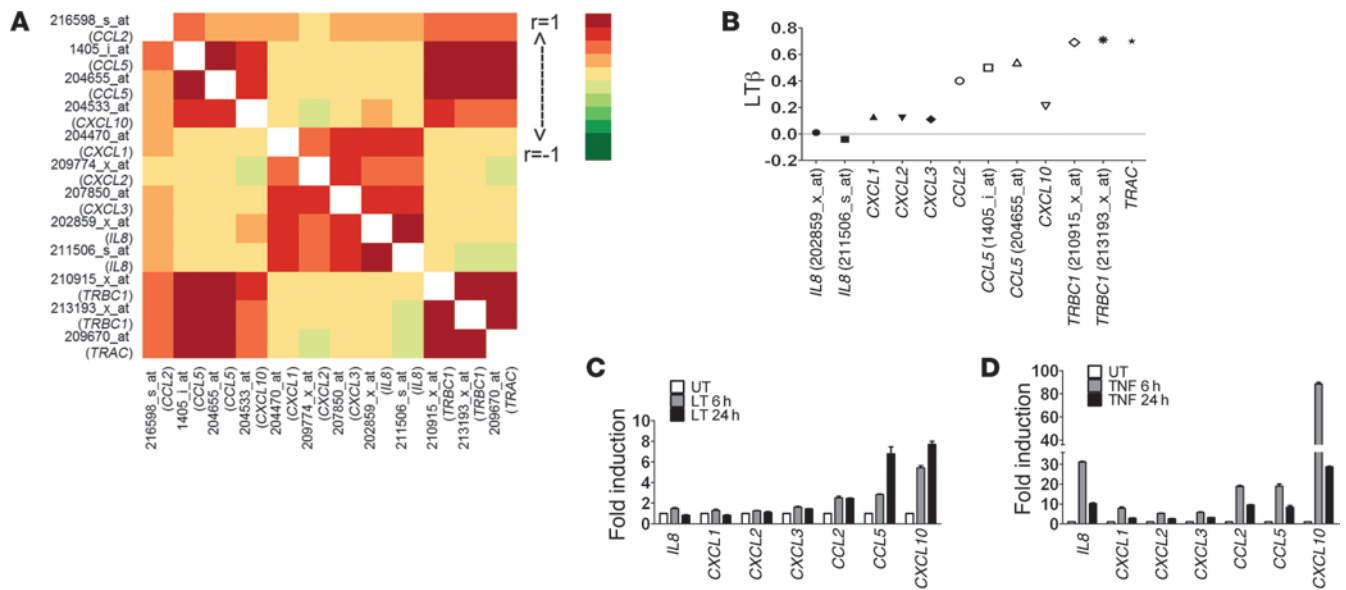 A
216598_s_at
(CCL2)
1405_i_at
(CCL5)
204655_at
(CCL5)
204533_at
(CXCL10)
204470_at
(CXCL1)
209774_x_at
(CXCL2)
207850_at
(CXCL3)
202859_x_at
(IL8)
211506_s_at
(IL8)
210915_x_at
(TRBC1)
213193_x_at
(TRBC1)
209670_at
(TRAC)
216598_s_at
(CCL2)
1405_i_at
(CCL5)
204655_at
(CCL5)
204533_at
(CXCL10)
204470_at
(CXCL1)
209774_x_at
(CXCL2)
207850_at
(CXCL3)
202859_x_at
(IL8)
211506_s_at
(IL8)
210915_x_at
(TRBC1)
213193_x_at
(TRBC1)
209670_at
(TRAC)
r=1
r=-1
B
LTβ
0.8
0.6
0.4
0.2
0.0
-0.2
IL8 (202859_x_at)
IL8 (211506_s_at)
CXCL1
CXCL2
CXCL3
CCL2
CCL5 (1405_i_at)
CCL5 (204655_at)
CXCL10
TRBC1 (210915_x_at)
TRBC1 (213193_x_at)
TRAC
C
UT
LT 6 h
LT 24 h
Fold induction
10
8
6
4
2
0
IL8
CXCL1
CXCL2
CXCL3
CCL2
CCL5
CXCL10
D
UT
TNF 6 h
TNF 24 h
Fold induction
100
80
60
40
30
20
10
0
IL8
CXCL1
CXCL2
CXCL3
CCL2
CCL5
CXCL10